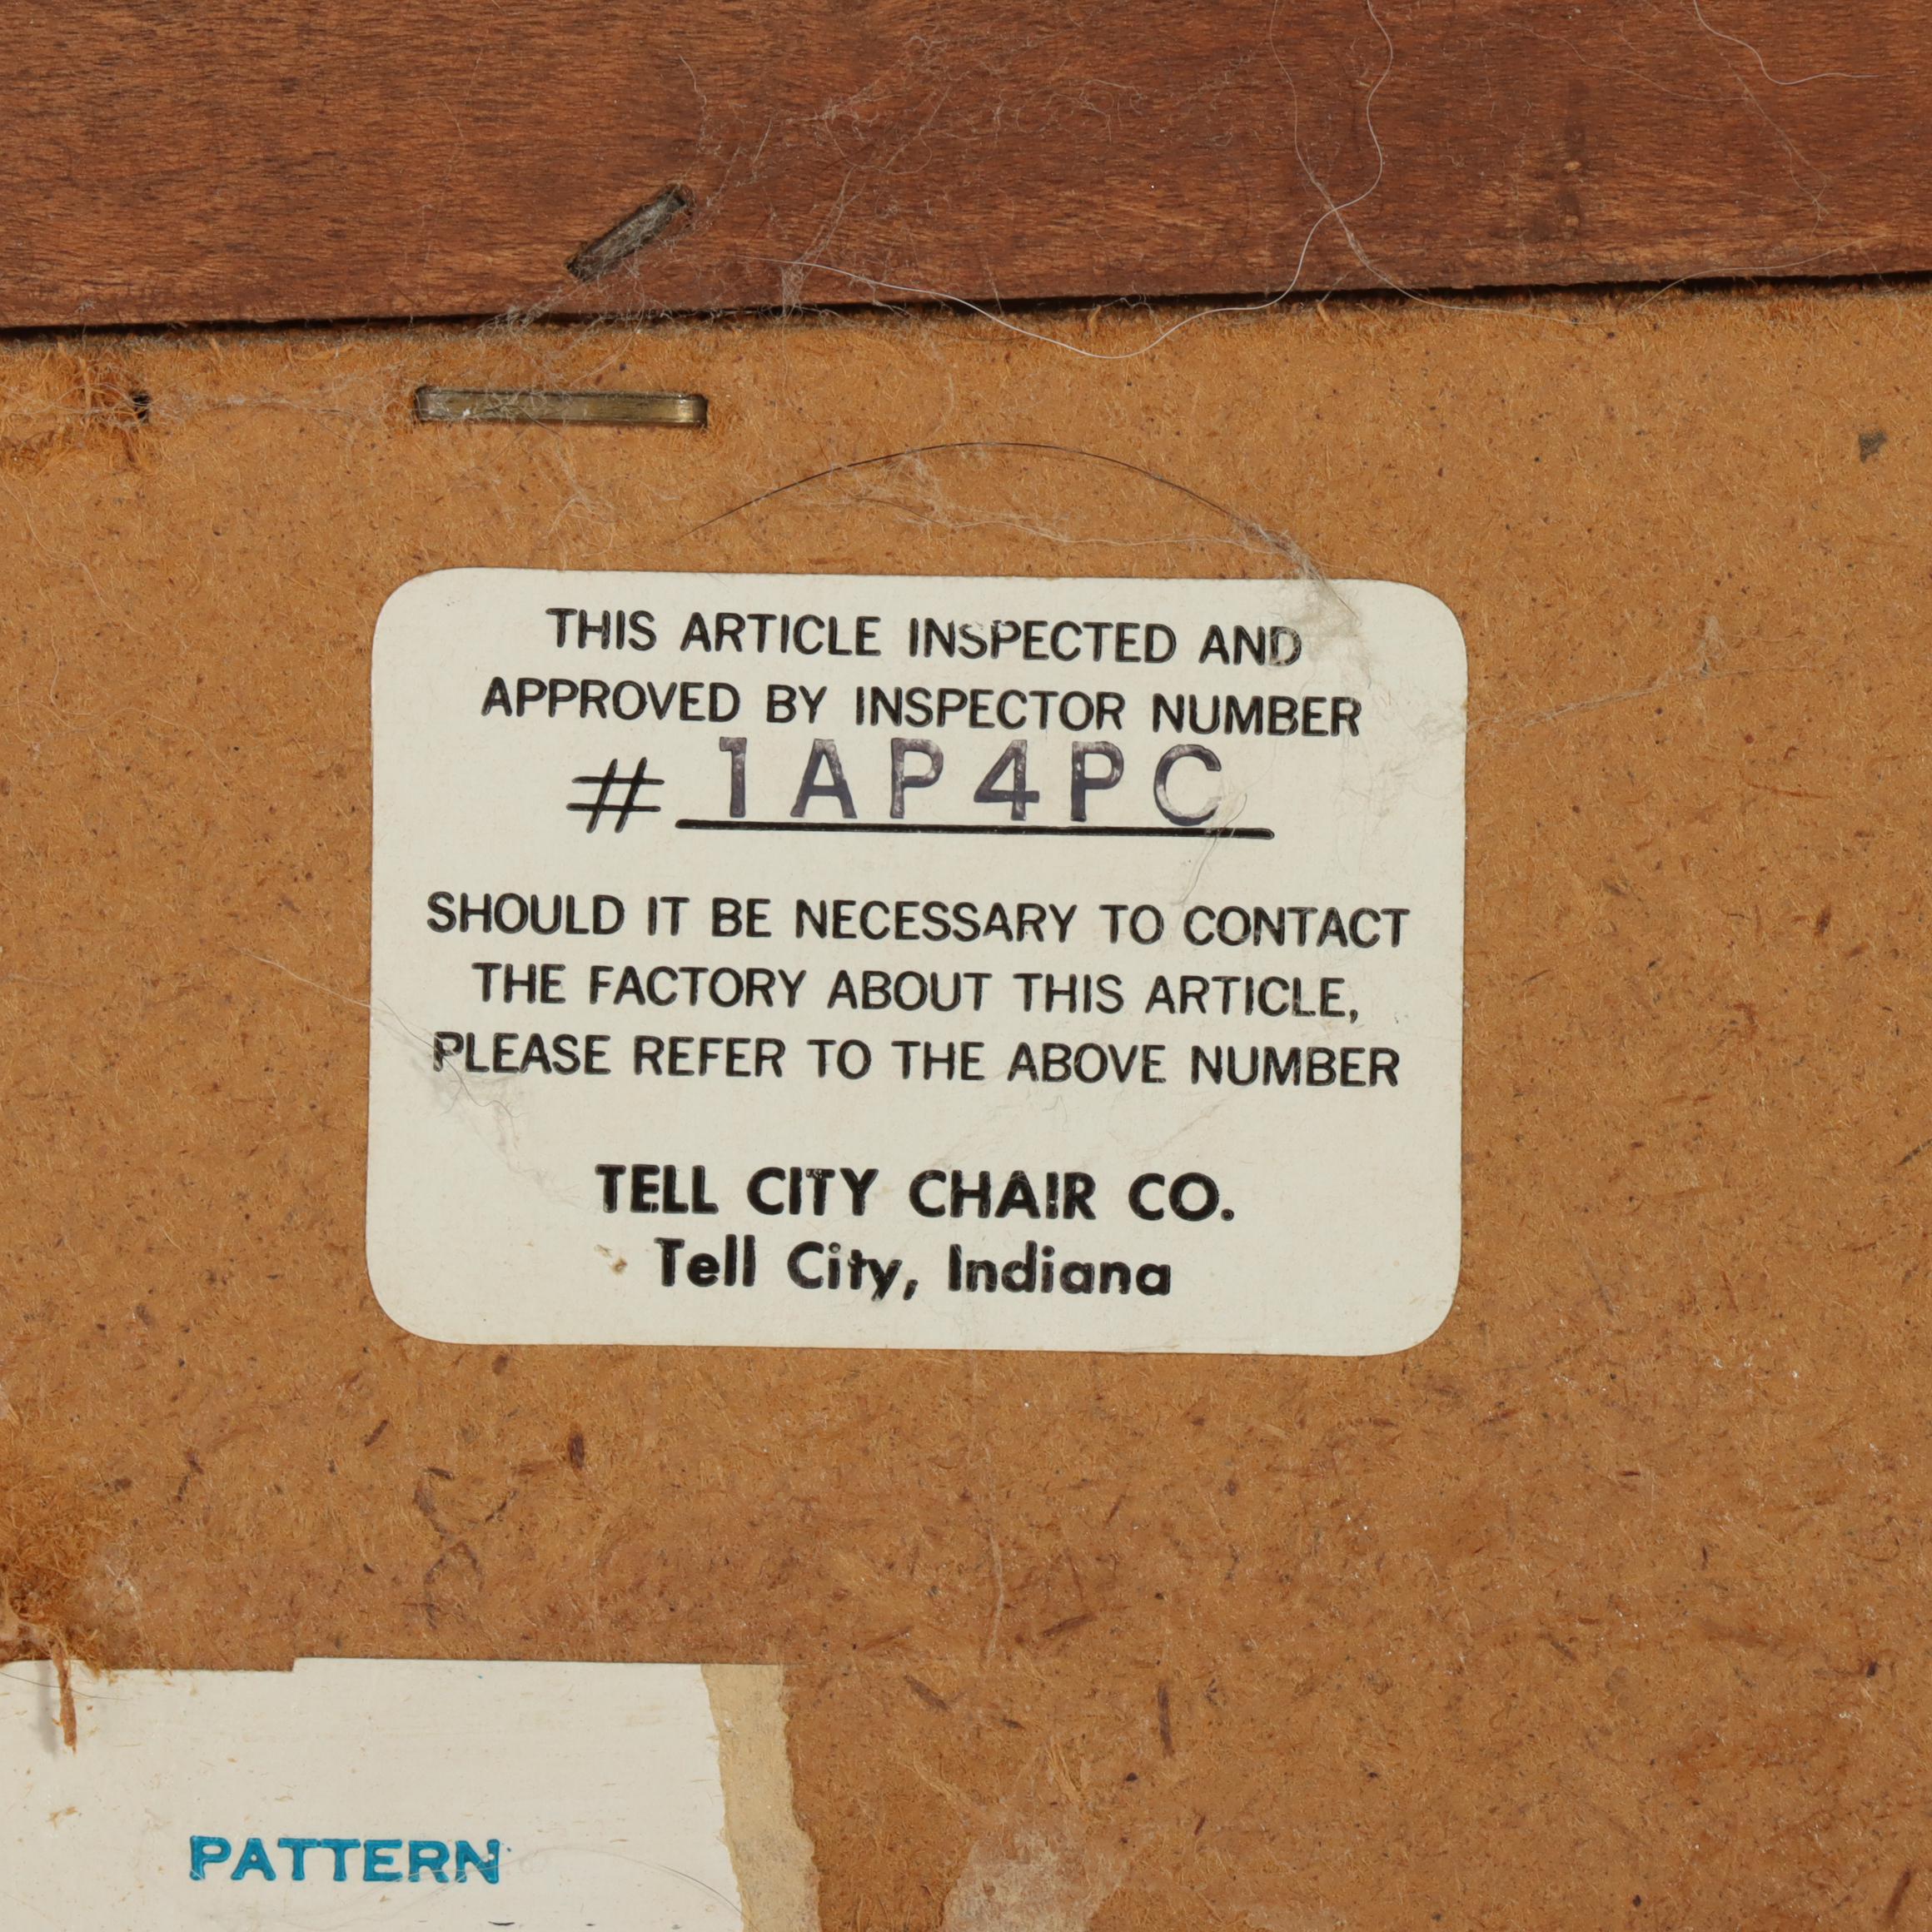 THIS ARTICLE INSPECTED AND
APPROVED BY INSPECTOR NUMBER
# 1AP4PC
SHOULD IT BE NECESSARY TO CONTACT
THE FACTORY ABOUT THIS ARTICLE,
PLEASE REFER TO THE ABOVE NUMBER
TELL CITY CHAIR CO.
Tell City, Indiana
PATTERN